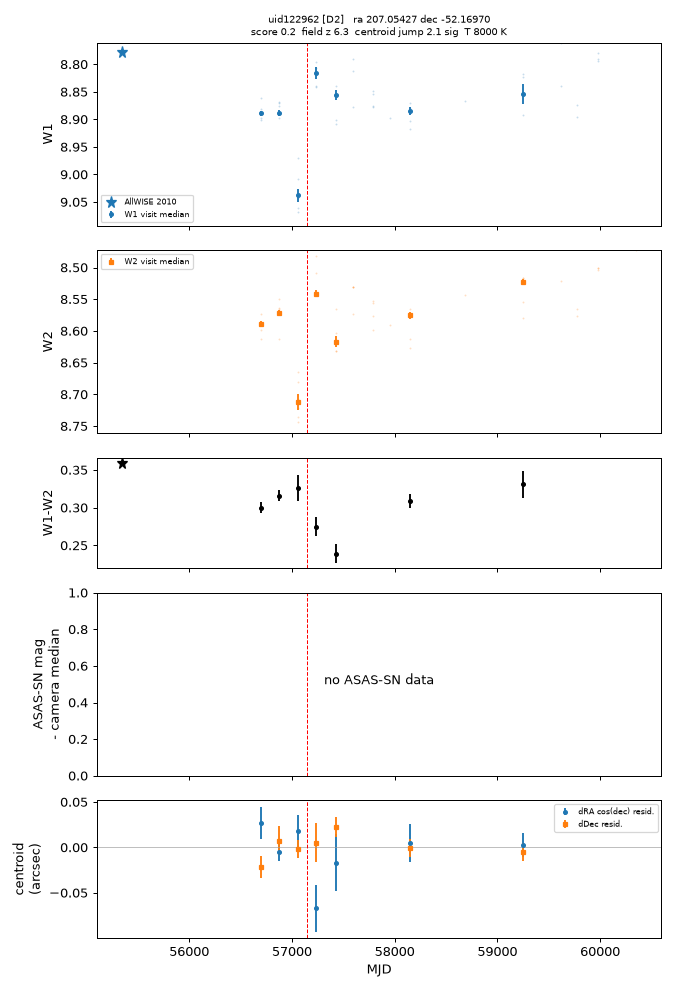 uid122962 [D2]   ra 207.05427 dec -52.16970
score 0.2  field z 6.3  centroid jump 2.1 sig  T 8000 K
8.80
8.85
8.90
8.95
9.00
9.05
W1
AllWISE 2010
W1 visit median
8.50
8.55
8.60
8.65
8.70
8.75
W2
W2 visit median
0.35
0.30
0.25
W1-W2
1.0
0.8
0.6
0.4
0.2
0.0
ASAS-SN mag
- camera median
no ASAS-SN data
0.05
0.00
−0.05
centroid
(arcsec)
dRA cos(dec) resid.
dDec resid.
56000 57000 58000 59000 60000
MJD